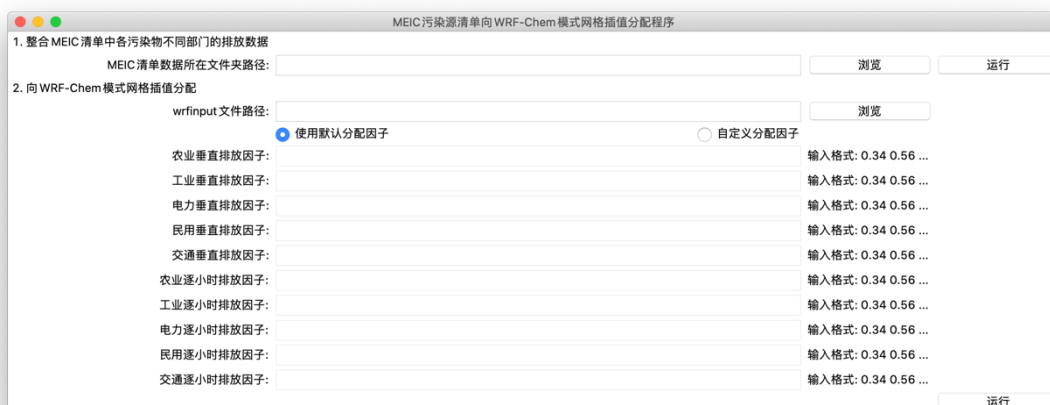 MEIC污染源清单向WRF-Chem模式网格插值分配程序
1. 整合MEIC清单中各污染物不同部门的排放数据
MEIC清单数据所在文件夹路径: 浏览 运行
2. 向WRF-Chem模式网格插值分配
wrfinput文件路径: 浏览
使用默认分配因子 自定义分配因子
农业垂直排放因子: 输入格式: 0.34 0.56 ...
工业垂直排放因子: 输入格式: 0.34 0.56 ...
电力垂直排放因子: 输入格式: 0.34 0.56 ...
民用垂直排放因子: 输入格式: 0.34 0.56 ...
交通垂直排放因子: 输入格式: 0.34 0.56 ...
农业逐小时排放因子: 输入格式: 0.34 0.56 ...
工业逐小时排放因子: 输入格式: 0.34 0.56 ...
电力逐小时排放因子: 输入格式: 0.34 0.56 ...
民用逐小时排放因子: 输入格式: 0.34 0.56 ...
交通逐小时排放因子: 输入格式: 0.34 0.56 ...
运行